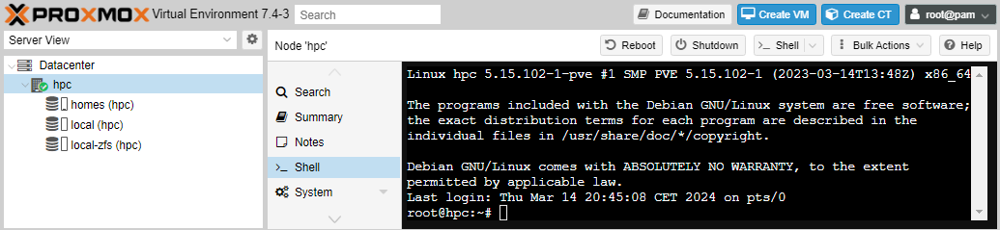 PROXMOX Virtual Environment 7.4-3 Search Documentation Create VM Create CT root@pam
Server View
Node 'hpc' Reboot Shutdown Shell Bulk Actions Help
Datacenter
hpc
homes (hpc)
local (hpc)
local-zfs (hpc)
Search
Summary
Notes
Shell
System
Linux hpc 5.15.102-1-pve #1 SMP PVE 5.15.102-1 (2023-03-14T13:48Z) x86_64
The programs included with the Debian GNU/Linux system are free software;
the exact distribution terms for each program are described in the
individual files in /usr/share/doc/*/copyright.
Debian GNU/Linux comes with ABSOLUTELY NO WARRANTY, to the extent
permitted by applicable law.
Last login: Thu Mar 14 20:45:08 CET 2024 on pts/0
root@hpc:~#